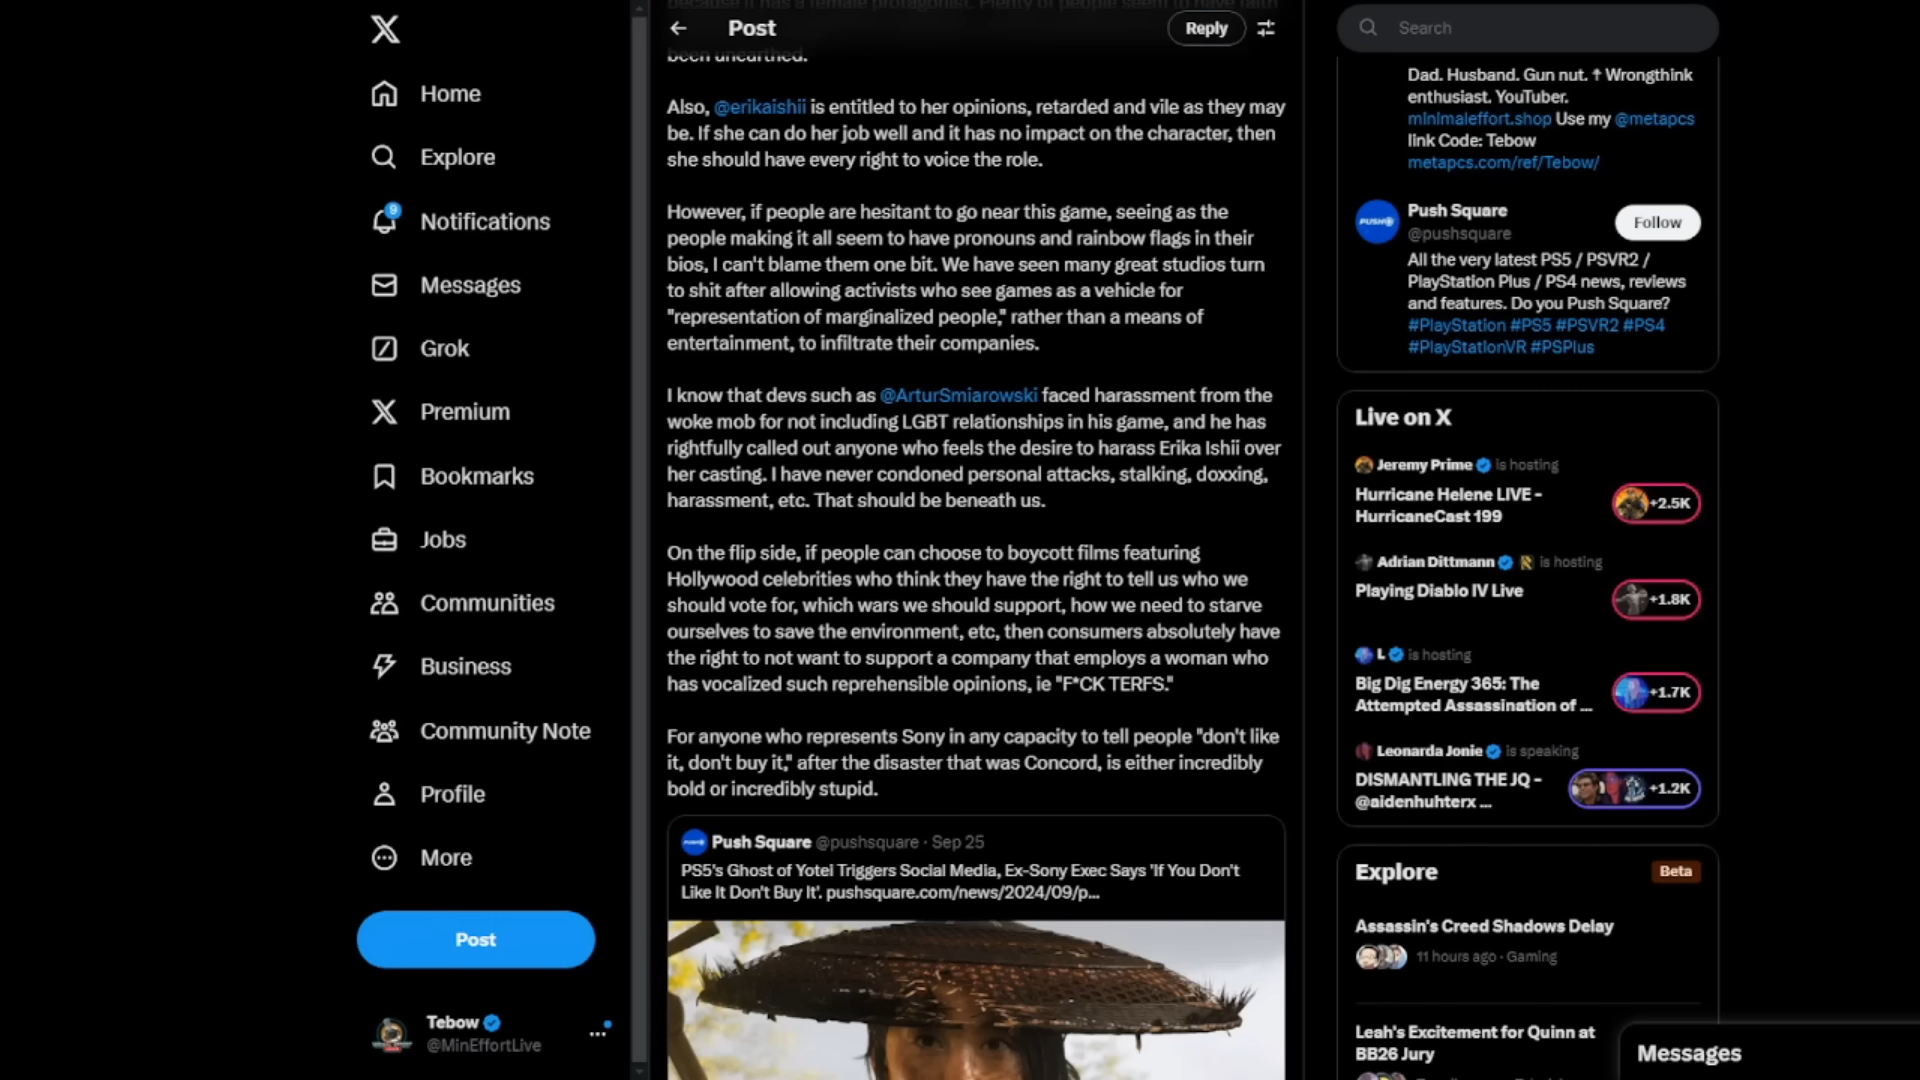 Home
Explore
9
Notifications
Messages
Grok
Premium
Bookmarks
Jobs
Communities
Business
Community Note
Profile
More
Post
Tebow
@MinEffortLive
because it has a female protagonist. Plenty of people seem to have faith
Post
Reply
been unearthed.
Also, @erikaishii is entitled to her opinions, retarded and vile as they may
be. If she can do her job well and it has no impact on the character, then
she should have every right to voice the role.
However, if people are hesitant to go near this game, seeing as the
people making it all seem to have pronouns and rainbow flags in their
bios, I can't blame them one bit. We have seen many great studios turn
to shit after allowing activists who see games as a vehicle for
"representation of marginalized people," rather than a means of
entertainment, to infiltrate their companies.
I know that devs such as @ArturSmiarowski faced harassment from the
woke mob for not including LGBT relationships in his game, and he has
rightfully called out anyone who feels the desire to harass Erika Ishii over
her casting. I have never condoned personal attacks, stalking, doxxing,
harassment, etc. That should be beneath us.
On the flip side, if people can choose to boycott films featuring
Hollywood celebrities who think they have the right to tell us who we
should vote for, which wars we should support, how we need to starve
ourselves to save the environment, etc, then consumers absolutely have
the right to not want to support a company that employs a woman who
has vocalized such reprehensible opinions, ie "F*CK TERFS."
For anyone who represents Sony in any capacity to tell people "don't like
it, don't buy it," after the disaster that was Concord, is either incredibly
bold or incredibly stupid.
Push Square @pushsquare · Sep 25
PS5's Ghost of Yotei Triggers Social Media, Ex-Sony Exec Says 'If You Don't
Like It Don't Buy It'. pushsquare.com/news/2024/09/p...
Search
Dad. Husband. Gun nut. ✝ Wrongthink
enthusiast. YouTuber.
minimaleffort.shop Use my @metapcs
link Code: Tebow
metapcs.com/ref/Tebow/
PUSH
Push Square
@pushsquare
Follow
All the very latest PS5 / PSVR2 /
PlayStation Plus / PS4 news, reviews
and features. Do you Push Square?
#PlayStation #PS5 #PSVR2 #PS4
#PlayStationVR #PSPlus
Live on X
Jeremy Prime is hosting
Hurricane Helene LIVE -
HurricaneCast 199
+2.5K
Adrian Dittmann is hosting
Playing Diablo IV Live
+1.8K
L is hosting
Big Dig Energy 365: The
Attempted Assassination of ...
+1.7K
Leonarda Jonie is speaking
DISMANTLING THE JQ -
@aidenhuhterx ...
+1.2K
Explore
Beta
Assassin's Creed Shadows Delay
11 hours ago · Gaming
Leah's Excitement for Quinn at
BB26 Jury
Messages